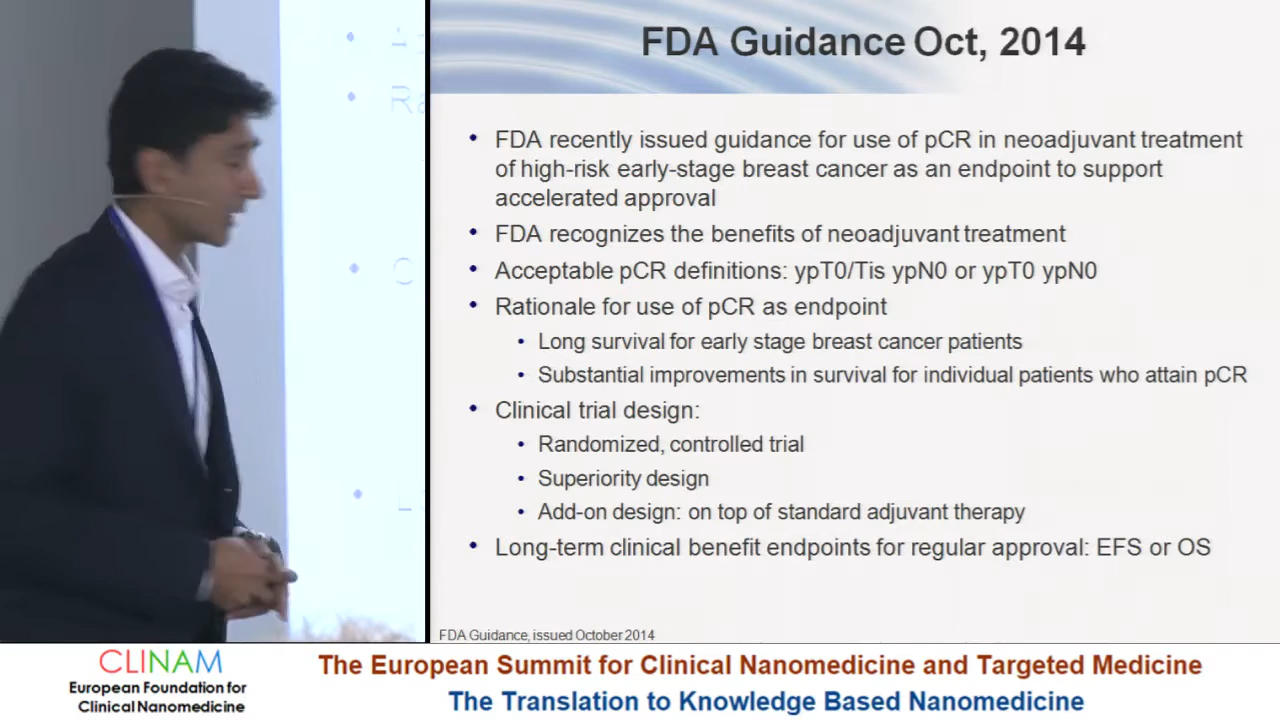 FDA Guidance Oct, 2014
• FDA recently issued guidance for use of pCR in neoadjuvant treatment
of high-risk early-stage breast cancer as an endpoint to support
accelerated approval
• FDA recognizes the benefits of neoadjuvant treatment
• Acceptable pCR definitions: ypT0/Tis ypN0 or ypT0 ypN0
• Rationale for use of pCR as endpoint
• Long survival for early stage breast cancer patients
• Substantial improvements in survival for individual patients who attain pCR
• Clinical trial design:
• Randomized, controlled trial
• Superiority design
• Add-on design: on top of standard adjuvant therapy
• Long-term clinical benefit endpoints for regular approval: EFS or OS
FDA Guidance, issued October 2014
CLINAM
European Foundation for
Clinical Nanomedicine
The European Summit for Clinical Nanomedicine and Targeted Medicine
The Translation to Knowledge Based Nanomedicine